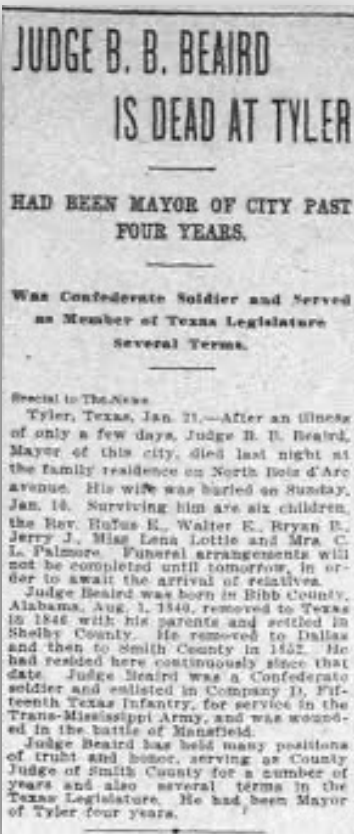 JUDGE B. B. BEAIRD
IS DEAD AT TYLER
HAD BEEN MAYOR OF CITY PAST
FOUR YEARS.
Was Confederate Soldier and Served
as Member of Texas Legislature
Several Terms.
Special to The News.
Tyler, Texas, Jan. 21.—After an illness
of only a few days, Judge B. B. Beaird,
Mayor of this city, died last night at
the family residence on North Bois d'Arc
avenue. His wife was buried on Sunday,
Jan. 16. Surviving him are six children,
the Rev. Rufus E., Walter E., Bryan B.,
Jerry J., Miss Lena Lottie and Mrs. C.
L. Palmore. Funeral arrangements will
not be completed until tomorrow, in or-
der to await the arrival of relatives.
Judge Beaird was born in Bibb County,
Alabama, Aug. 1, 1840, removed to Texas
in 1846 with his parents and settled in
Shelby County. He removed to Dallas
and then to Smith County in 1852. He
had resided here continuously since that
date. Judge Beaird was a Confederate
soldier and enlisted in Company D, Fif-
teenth Texas Infantry, for service in the
Trans-Mississippi Army, and was wound-
ed in the battle of Mansfield.
Judge Beaird has held many positions
of truht and honor, serving as County
Judge of Smith County for a number of
years and also several terms in the
Texas Legislature. He had been Mayor
of Tyler four years.